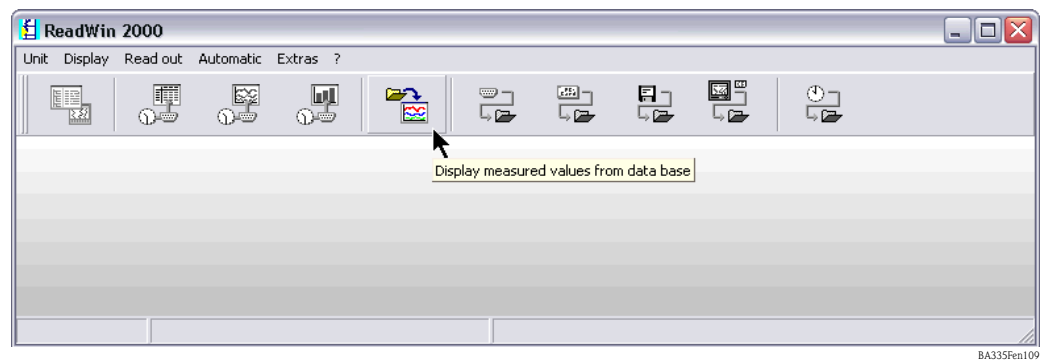 ReadWin 2000
Unit Display Read out Automatic Extras ?
Display measured values from data base
BA335Fen109